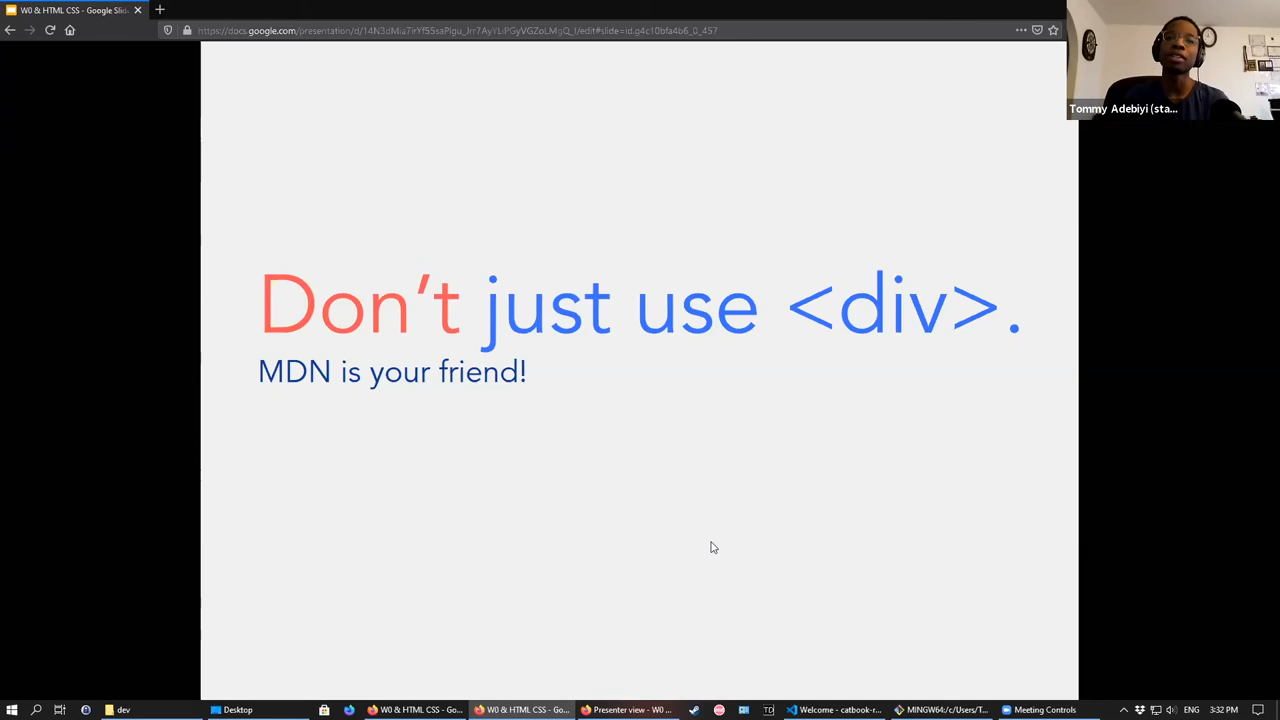 W0 & HTML CSS - Google Slid
Tommy Adebiyi (sta...
Don't just use <div>.
MDN is your friend!
dev
Desktop
W0 & HTML CSS - Go...
W0 & HTML CSS - Go...
Presenter view - W0 ...
Welcome - catbook-r...
MINGW64:/c/Users/T...
Meeting Controls
ENG
3:32 PM